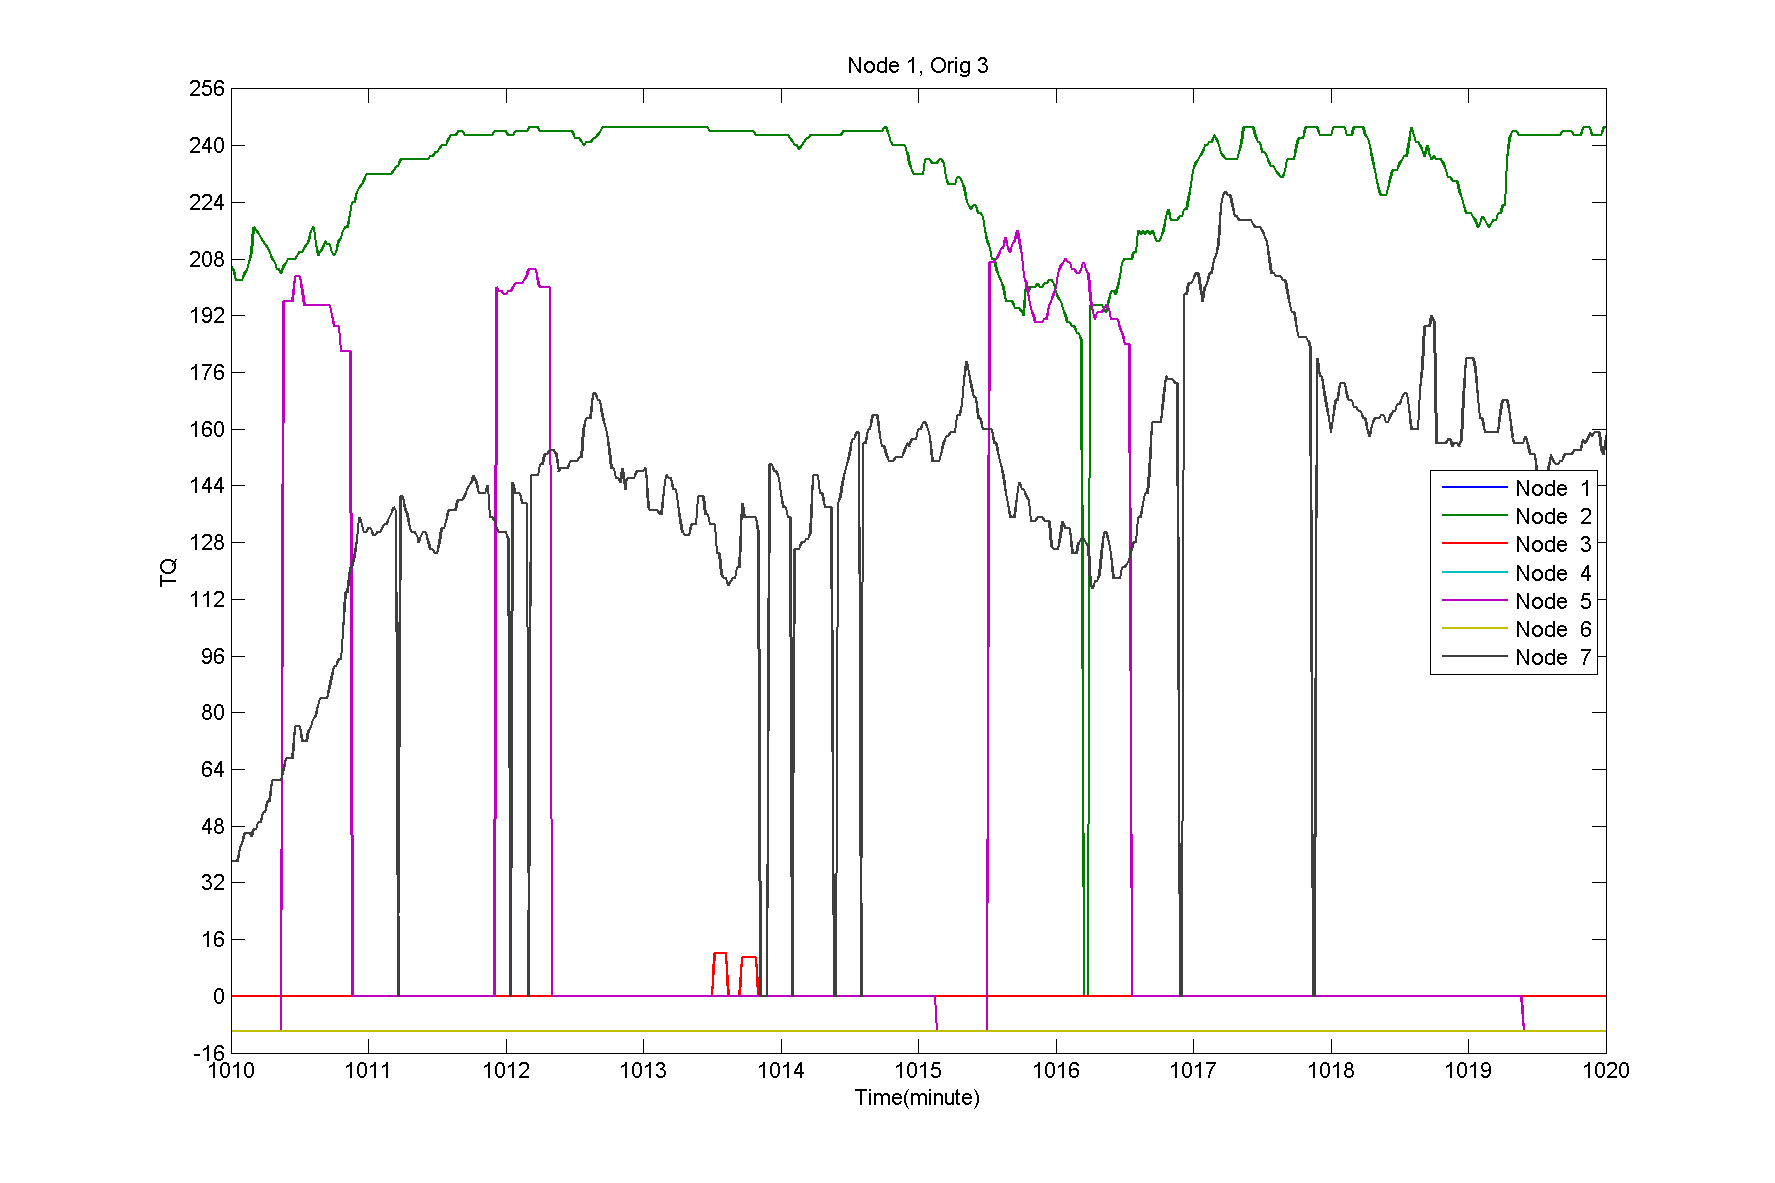 Node 1, Orig 3
256
240
224
208
192
176
160
144
128
112
96
80
64
48
32
16
0
-16
TQ
1010 1011 1012 1013 1014 1015 1016 1017 1018 1019 1020
Time(minute)
Node 1
Node 2
Node 3
Node 4
Node 5
Node 6
Node 7